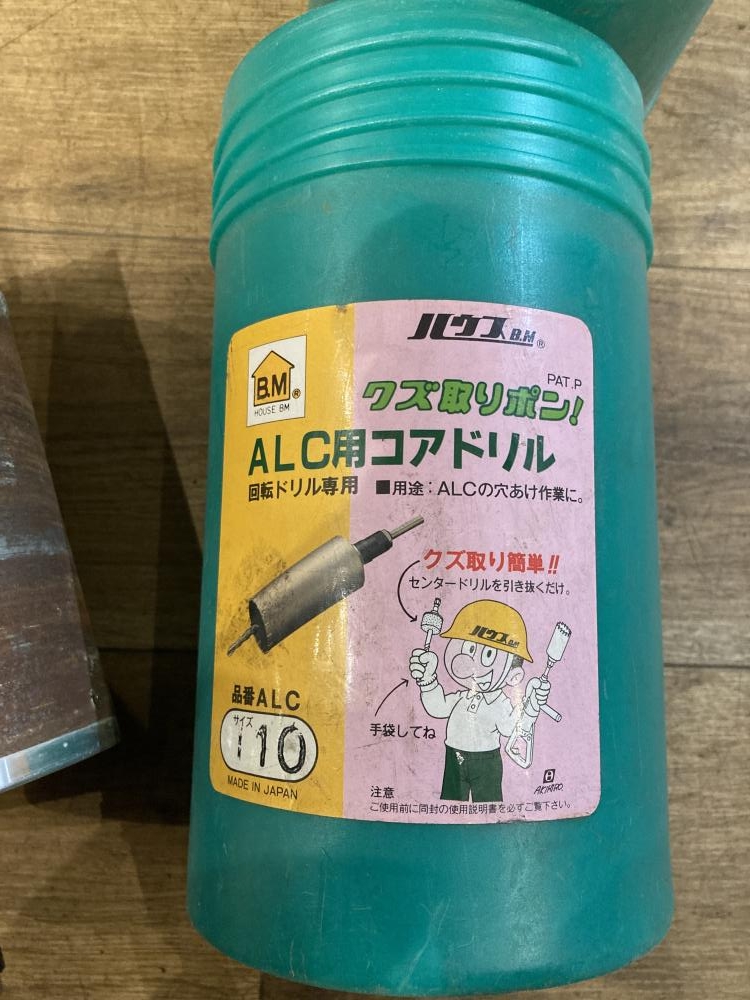 ハウスB.M®
B.M®
HOUSE BM
PAT.P
クズ取りポン!
ALC用コアドリル
回転ドリル専用 ■用途:ALCの穴あけ作業に。
クズ取り簡単!!
センタードリルを引き抜くだけ。
ハウスB.M
品番ALC
サイズ
110
手袋してね
MADE IN JAPAN
注意
ご使用前に同封の使用説明書を必ずご覧下さい。
AKIHIRO.